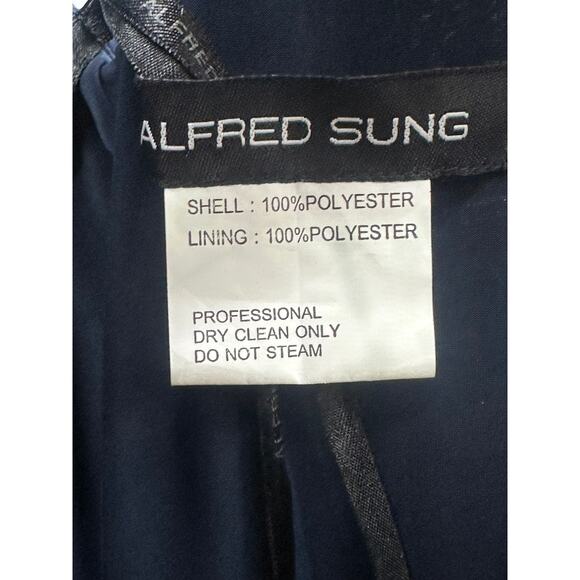 ALFRED SUNG
SHELL : 100%POLYESTER
LINING : 100%POLYESTER
PROFESSIONAL
DRY CLEAN ONLY
DO NOT STEAM